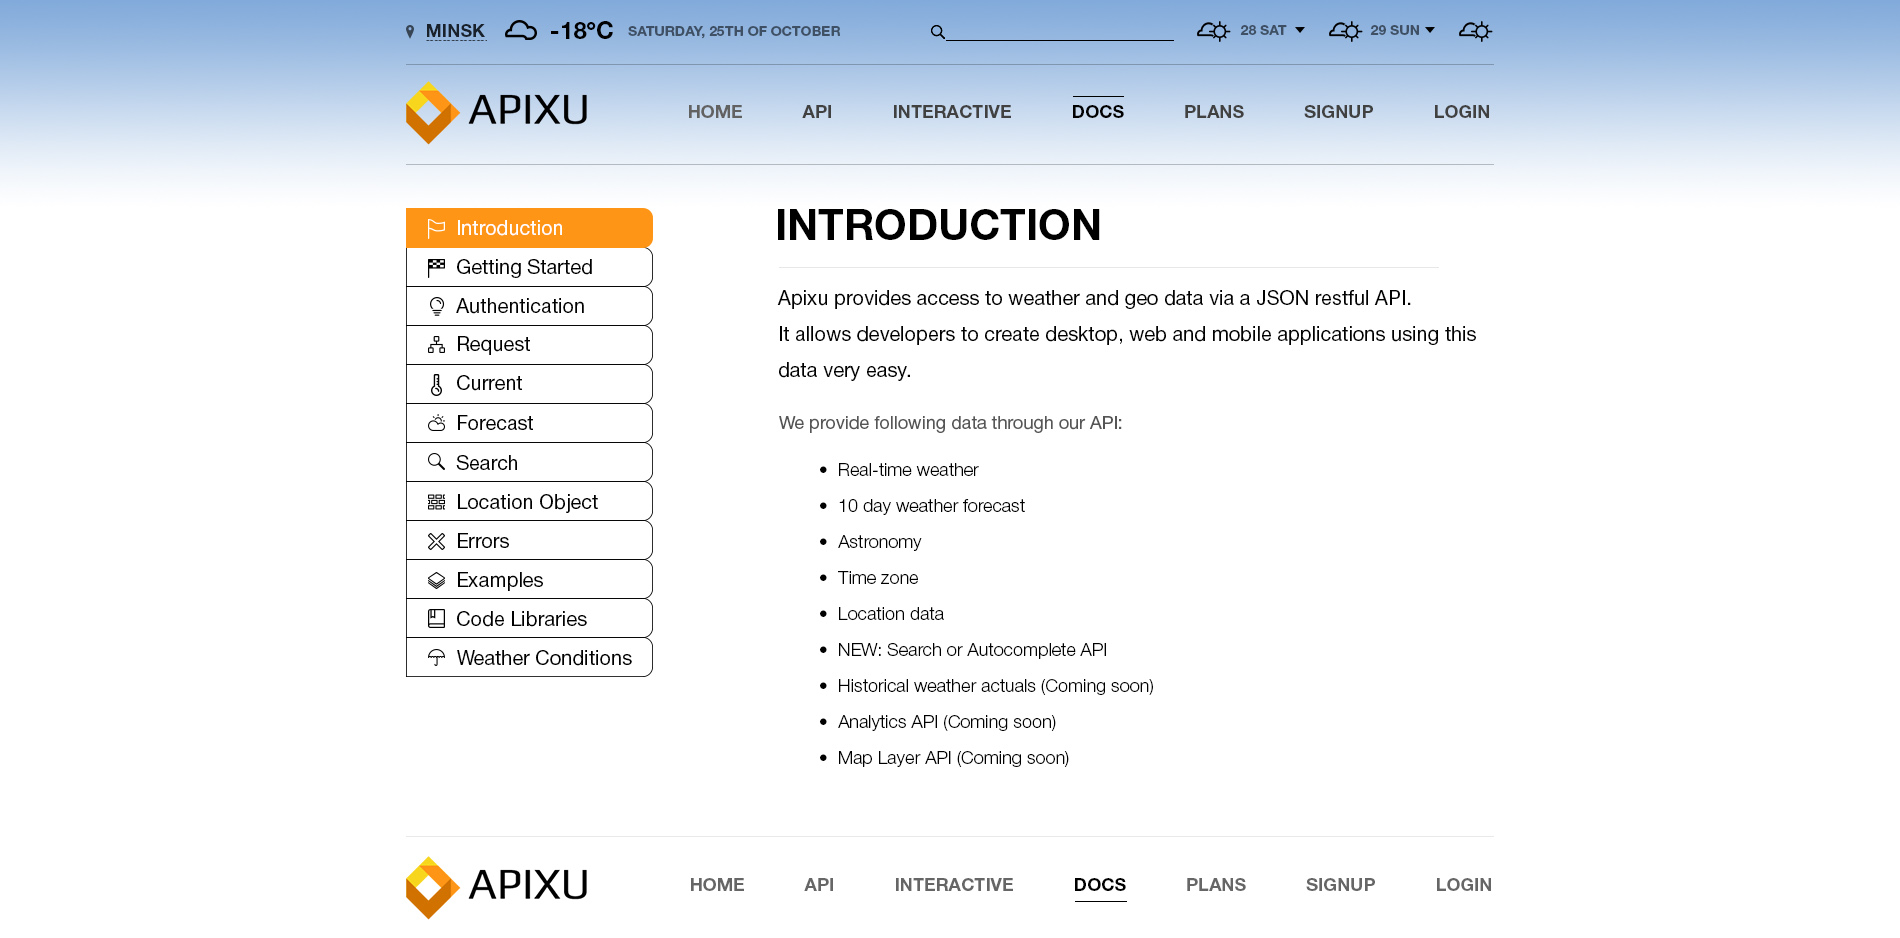 MINSK -18°C SATURDAY, 25TH OF OCTOBER 28 SAT 29 SUN
APIXU HOME API INTERACTIVE DOCS PLANS SIGNUP LOGIN
Introduction
Getting Started
Authentication
Request
Current
Forecast
Search
Location Object
Errors
Examples
Code Libraries
Weather Conditions
INTRODUCTION
Apixu provides access to weather and geo data via a JSON restful API.
It allows developers to create desktop, web and mobile applications using this
data very easy.
We provide following data through our API:
• Real-time weather
• 10 day weather forecast
• Astronomy
• Time zone
• Location data
• NEW: Search or Autocomplete API
• Historical weather actuals (Coming soon)
• Analytics API (Coming soon)
• Map Layer API (Coming soon)
APIXU HOME API INTERACTIVE DOCS PLANS SIGNUP LOGIN